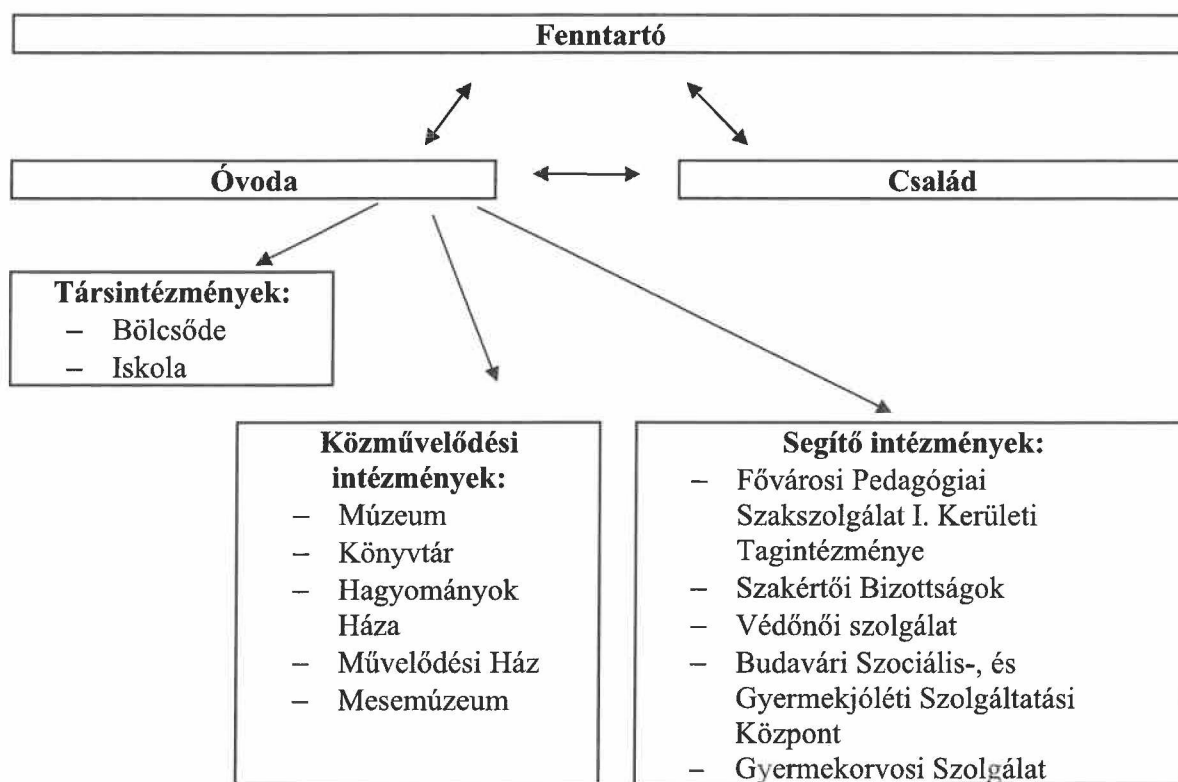 Fenntartó
Óvoda
Család
Társintézmények:
– Bölcsőde
– Iskola
Közművelődési
intézmények:
– Múzeum
– Könyvtár
– Hagyományok
Háza
– Művelődési Ház
– Mesemúzeum
Segítő intézmények:
– Fővárosi Pedagógiai
Szakszolgálat I. Kerületi
Tagintézménye
– Szakértői Bizottságok
– Védőnői szolgálat
– Budavári Szociális-, és
Gyermekjóléti Szolgáltatási
Központ
– Gyermekorvosi Szolgálat